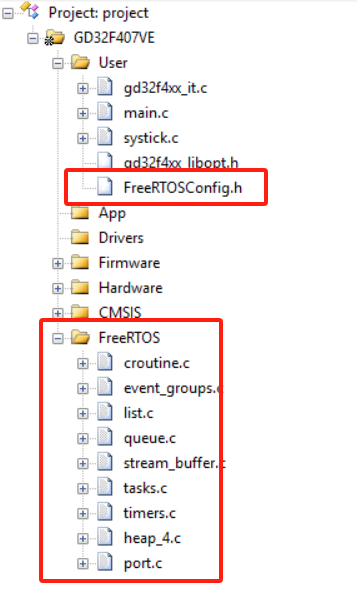 Project: project
GD32F407VE
User
gd32f4xx_it.c
main.c
systick.c
gd32f4xx_libopt.h
FreeRTOSConfig.h
App
Drivers
Firmware
Hardware
CMSIS
FreeRTOS
croutine.c
event_groups.c
list.c
queue.c
stream_buffer.c
tasks.c
timers.c
heap_4.c
port.c